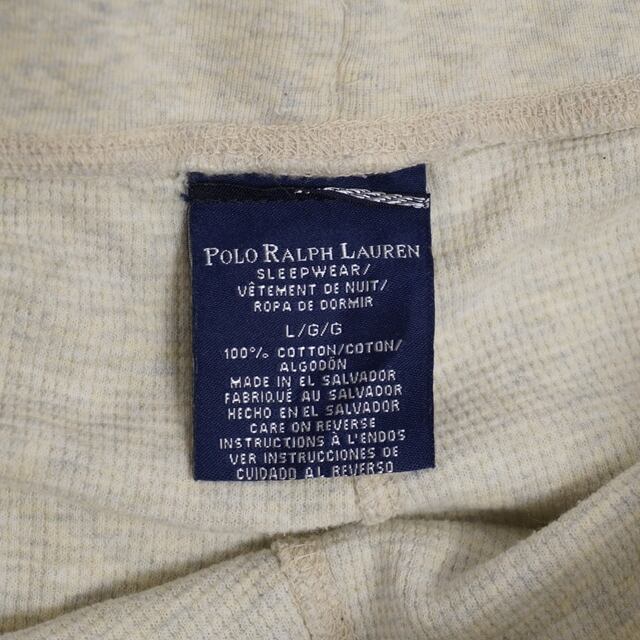 POLO RALPH LAUREN
SLEEPWEAR/
VÊTEMENT DE NUIT/
ROPA DE DORMIR
L/G/G
100% COTTON/COTON/
ALGODÓN
MADE IN EL SALVADOR
FABRIQUÉ AU SALVADOR
HECHO EN EL SALVADOR
CARE ON REVERSE
INSTRUCTIONS À L'ENDOS
VER INSTRUCCIONES DE
CUIDADO AL REVERSO